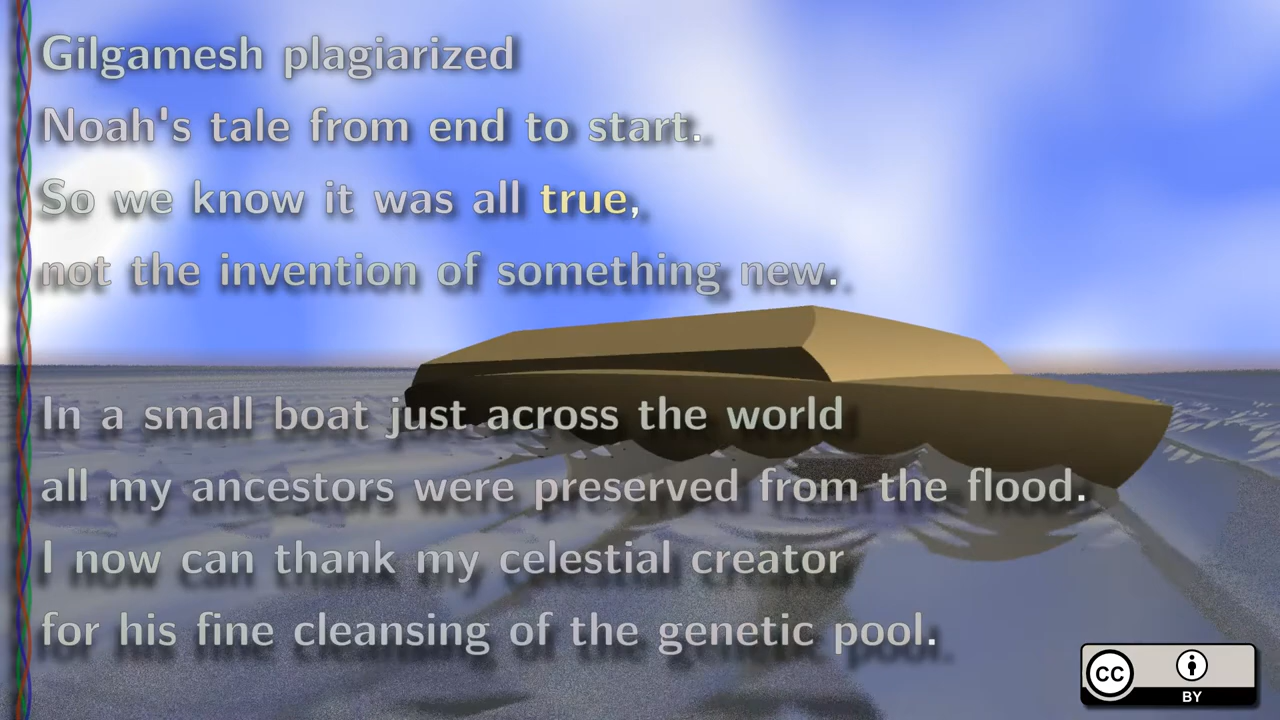 Gilgamesh plagiarized
Noah's tale from end to start.
So we know it was all true,
not the invention of something new.
In a small boat just across the world
all my ancestors were preserved from the flood.
I now can thank my celestial creator
for his fine cleansing of the genetic pool.
CC
BY